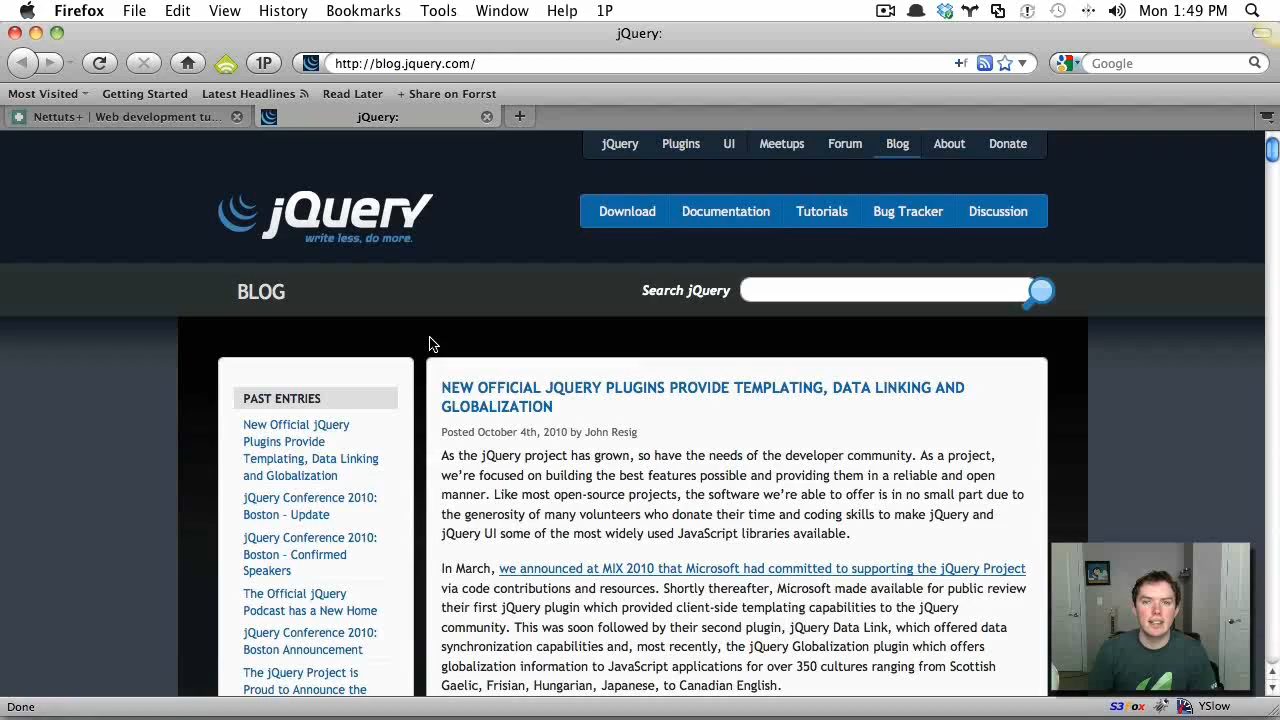 Firefox File Edit View History Bookmarks Tools Window Help 1P Mon 1:49 PM
jQuery:
1P http://blog.jquery.com/ +f Google
Most Visited Getting Started Latest Headlines Read Later + Share on Forrst
Nettuts+ | Web development tu... jQuery:
jQuery Plugins UI Meetups Forum Blog About Donate
jQuery
write less, do more.
Download Documentation Tutorials Bug Tracker Discussion
BLOG Search jQuery
PAST ENTRIES
New Official jQuery
Plugins Provide
Templating, Data Linking
and Globalization
jQuery Conference 2010:
Boston – Update
jQuery Conference 2010:
Boston – Confirmed
Speakers
The Official jQuery
Podcast has a New Home
jQuery Conference 2010:
Boston Announcement
The jQuery Project is
Proud to Announce the
NEW OFFICIAL JQUERY PLUGINS PROVIDE TEMPLATING, DATA LINKING AND
GLOBALIZATION
Posted October 4th, 2010 by John Resig
As the jQuery project has grown, so have the needs of the developer community. As a project,
we're focused on building the best features possible and providing them in a reliable and open
manner. Like most open-source projects, the software we're able to offer is in no small part due to
the generosity of many volunteers who donate their time and coding skills to make jQuery and
jQuery UI some of the most widely used JavaScript libraries available.
In March, we announced at MIX 2010 that Microsoft had committed to supporting the jQuery Project
via code contributions and resources. Shortly thereafter, Microsoft made available for public review
their first jQuery plugin which provided client-side templating capabilities to the jQuery
community. This was soon followed by their second plugin, jQuery Data Link, which offered data
synchronization capabilities and, most recently, the jQuery Globalization plugin which offers
globalization information to JavaScript applications for over 350 cultures ranging from Scottish
Gaelic, Frisian, Hungarian, Japanese, to Canadian English.
Done S3Fox YSlow